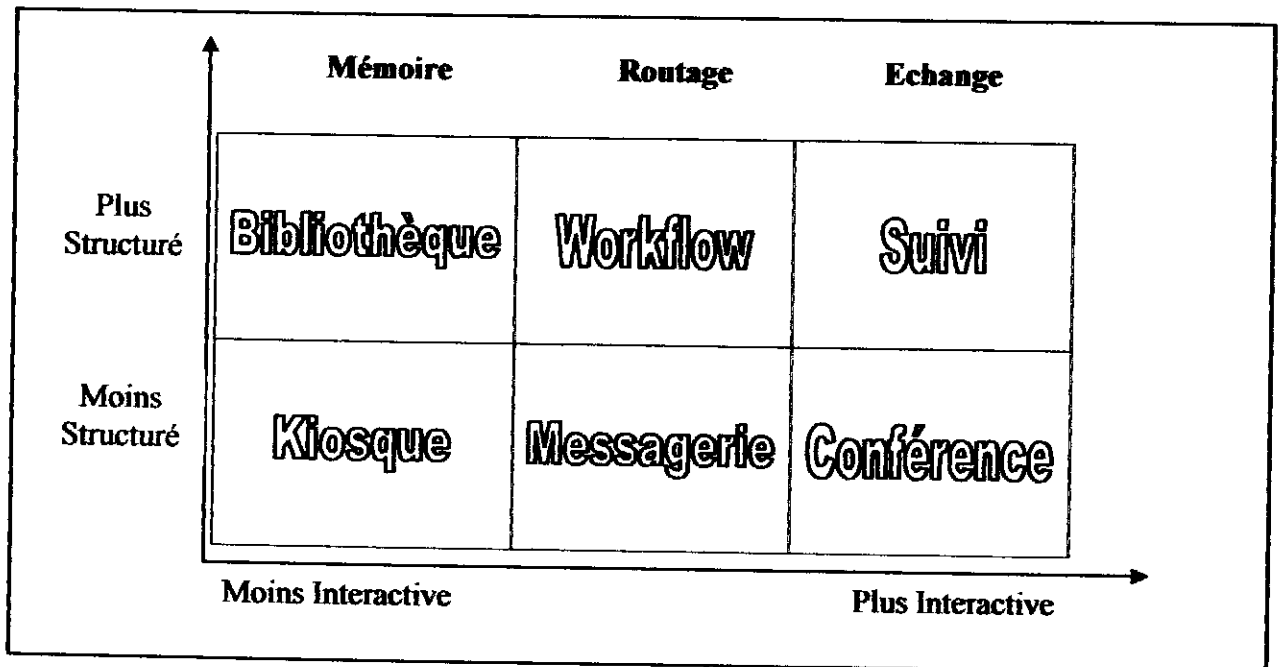 Mémoire Routage Echange
Plus
Structuré
Bibliothèque Workflow Suivi
Moins
Structuré
Kiosque Messagerie Conférence
Moins Interactive Plus Interactive